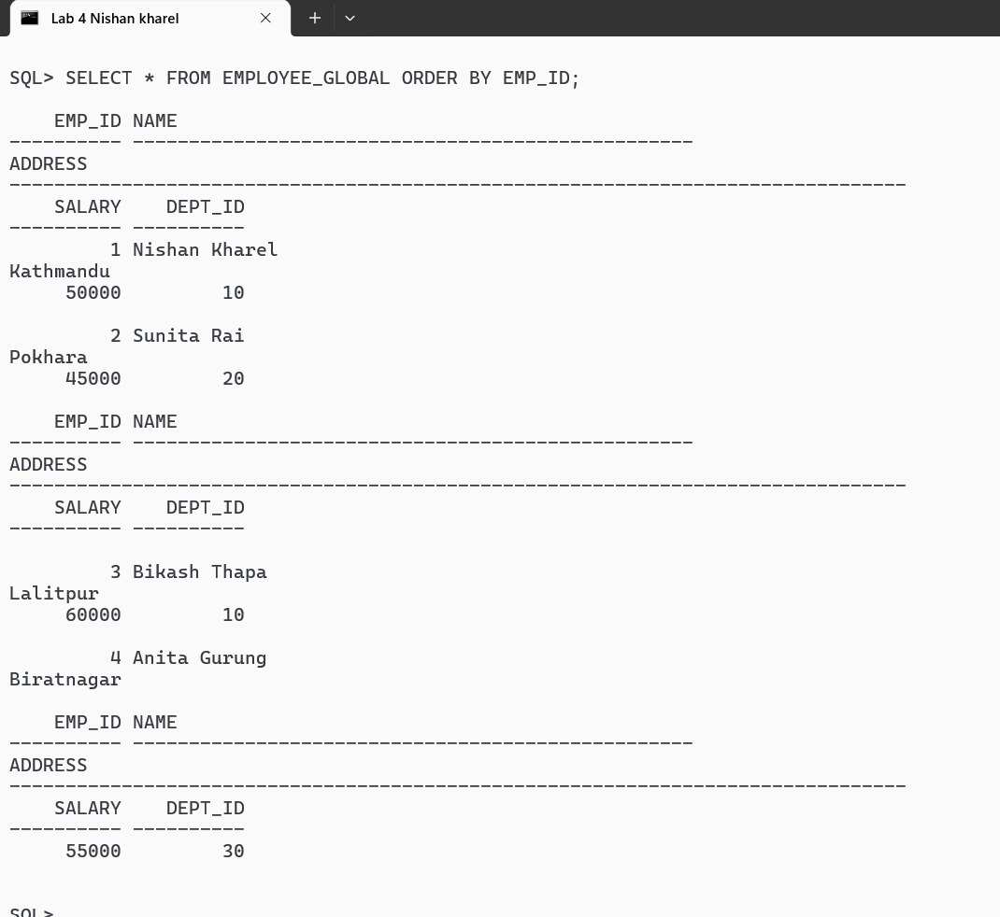 Lab 4 Nishan kharel
SQL> SELECT * FROM EMPLOYEE_GLOBAL ORDER BY EMP_ID;
    EMP_ID NAME
---------- --------------------------------------------------
ADDRESS
--------------------------------------------------------------------------------
    SALARY    DEPT_ID
---------- ----------
         1 Nishan Kharel
Kathmandu
     50000         10
         2 Sunita Rai
Pokhara
     45000         20
    EMP_ID NAME
---------- --------------------------------------------------
ADDRESS
--------------------------------------------------------------------------------
    SALARY    DEPT_ID
---------- ----------
         3 Bikash Thapa
Lalitpur
     60000         10
         4 Anita Gurung
Biratnagar
    EMP_ID NAME
---------- --------------------------------------------------
ADDRESS
--------------------------------------------------------------------------------
    SALARY    DEPT_ID
---------- ----------
     55000         30
SQL>